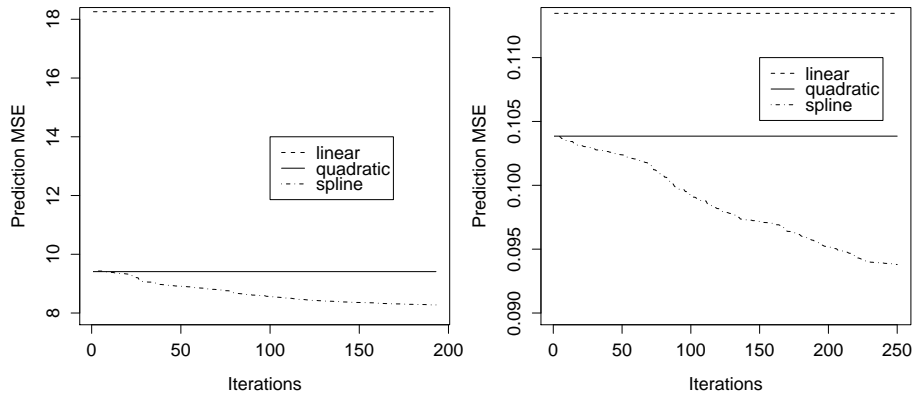 Prediction MSE
18
16
14
12
10
8
linear
quadratic
spline
0
50
100
150
200
Iterations
Prediction MSE
0.110
0.105
0.100
0.095
0.090
linear
quadratic
spline
0
50
100
150
200
250
Iterations